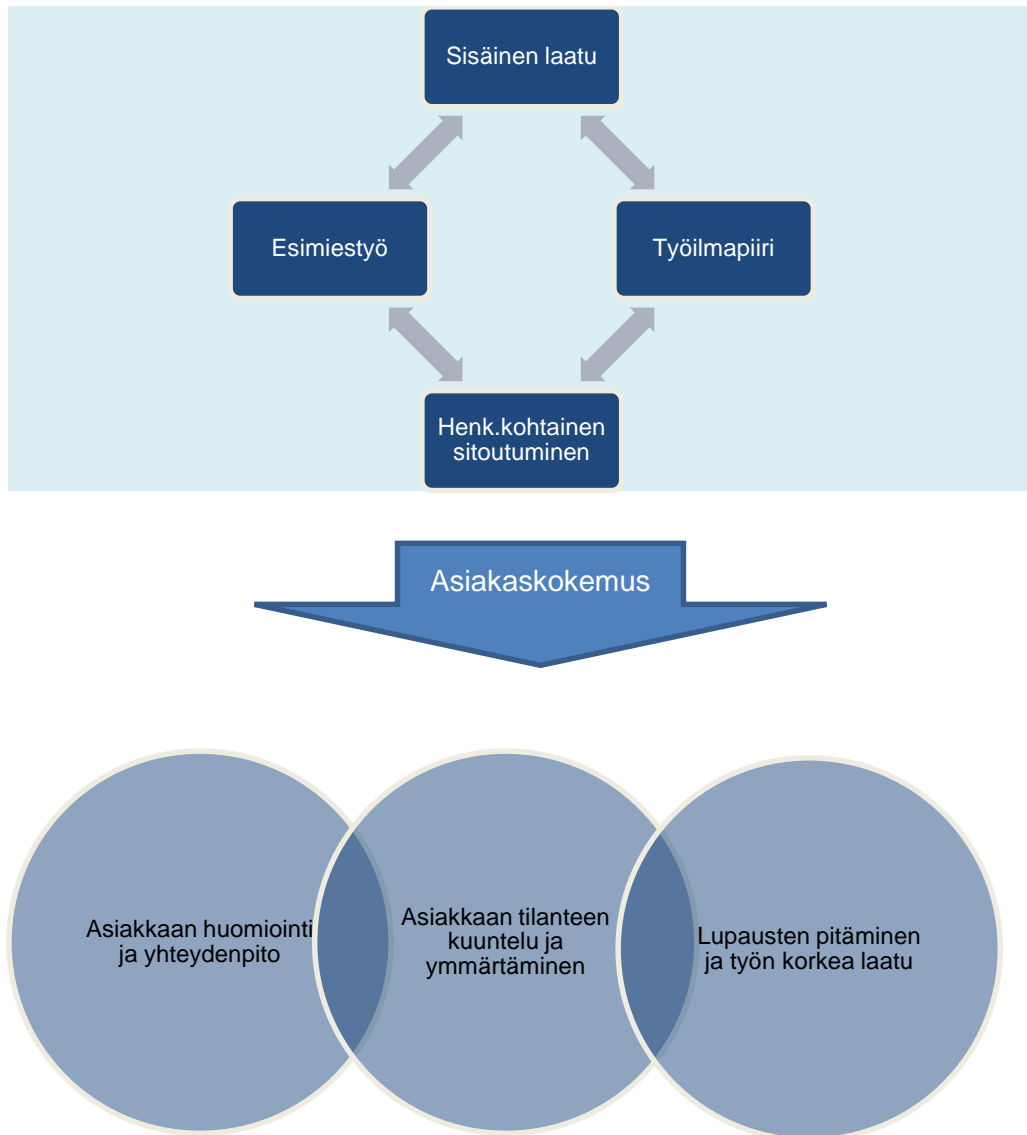 Sisäinen laatu
Esimiestyö
Työilmapiiri
Henk.kohtainen
sitoutuminen
Asiakaskokemus
Asiakkaan huomiointi
ja yhteydenpito
Asiakkaan tilanteen
kuuntelu ja
ymmärtäminen
Lupausten pitäminen
ja työn korkea laatu